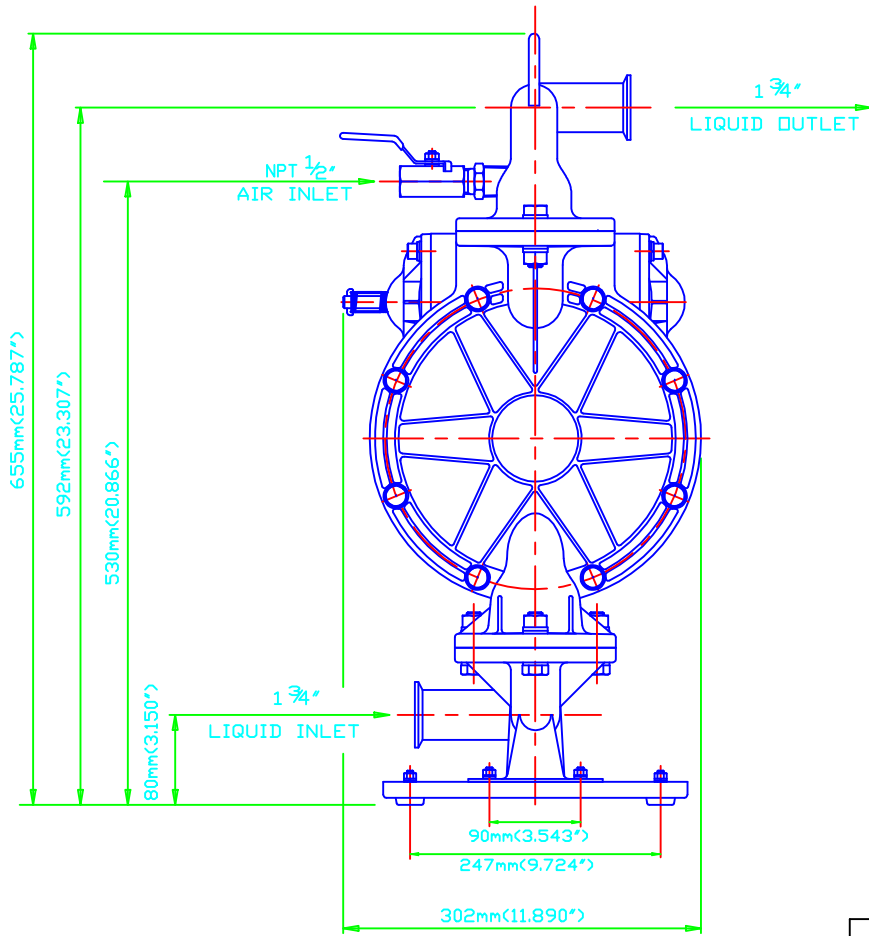 1 3/4"
LIQUID OUTLET
NPT 1/2"
AIR INLET
655mm(25.787")
592mm(23.307")
530mm(20.866")
80mm(3.150")
1 3/4"
LIQUID INLET
90mm(3.543")
247mm(9.724")
302mm(11.890")